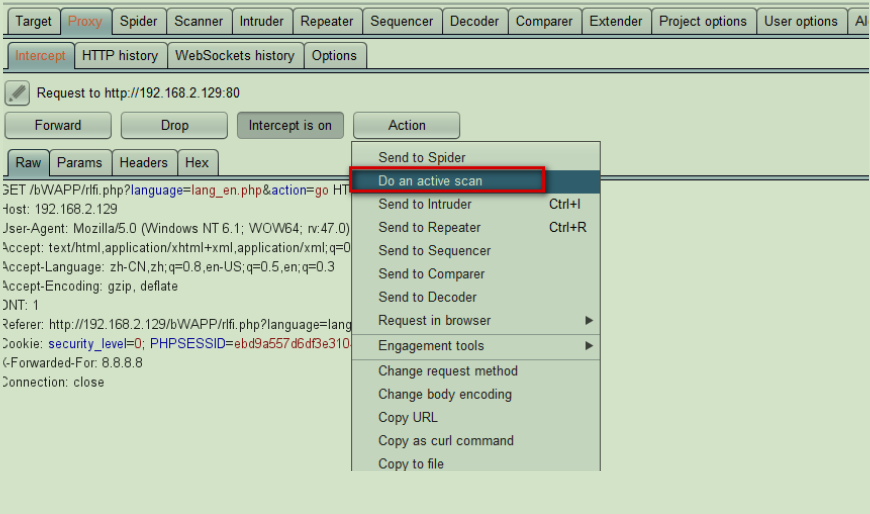 Target Proxy Spider Scanner Intruder Repeater Sequencer Decoder Comparer Extender Project options User options Al
Intercept HTTP history WebSockets history Options
Request to http://192.168.2.129:80
Forward Drop Intercept is on Action
Raw Params Headers Hex
GET /bWAPP/rlfi.php?language=lang_en.php&action=go HT
Host: 192.168.2.129
User-Agent: Mozilla/5.0 (Windows NT 6.1; WOW64; rv:47.0)
Accept: text/html,application/xhtml+xml,application/xml;q=0
Accept-Language: zh-CN,zh;q=0.8,en-US;q=0.5,en;q=0.3
Accept-Encoding: gzip, deflate
DNT: 1
Referer: http://192.168.2.129/bWAPP/rlfi.php?language=lang
Cookie: security_level=0; PHPSESSID=ebd9a557d6df3e310
X-Forwarded-For: 8.8.8.8
Connection: close
Send to Spider
Do an active scan
Send to Intruder Ctrl+I
Send to Repeater Ctrl+R
Send to Sequencer
Send to Comparer
Send to Decoder
Request in browser
Engagement tools
Change request method
Change body encoding
Copy URL
Copy as curl command
Copy to file